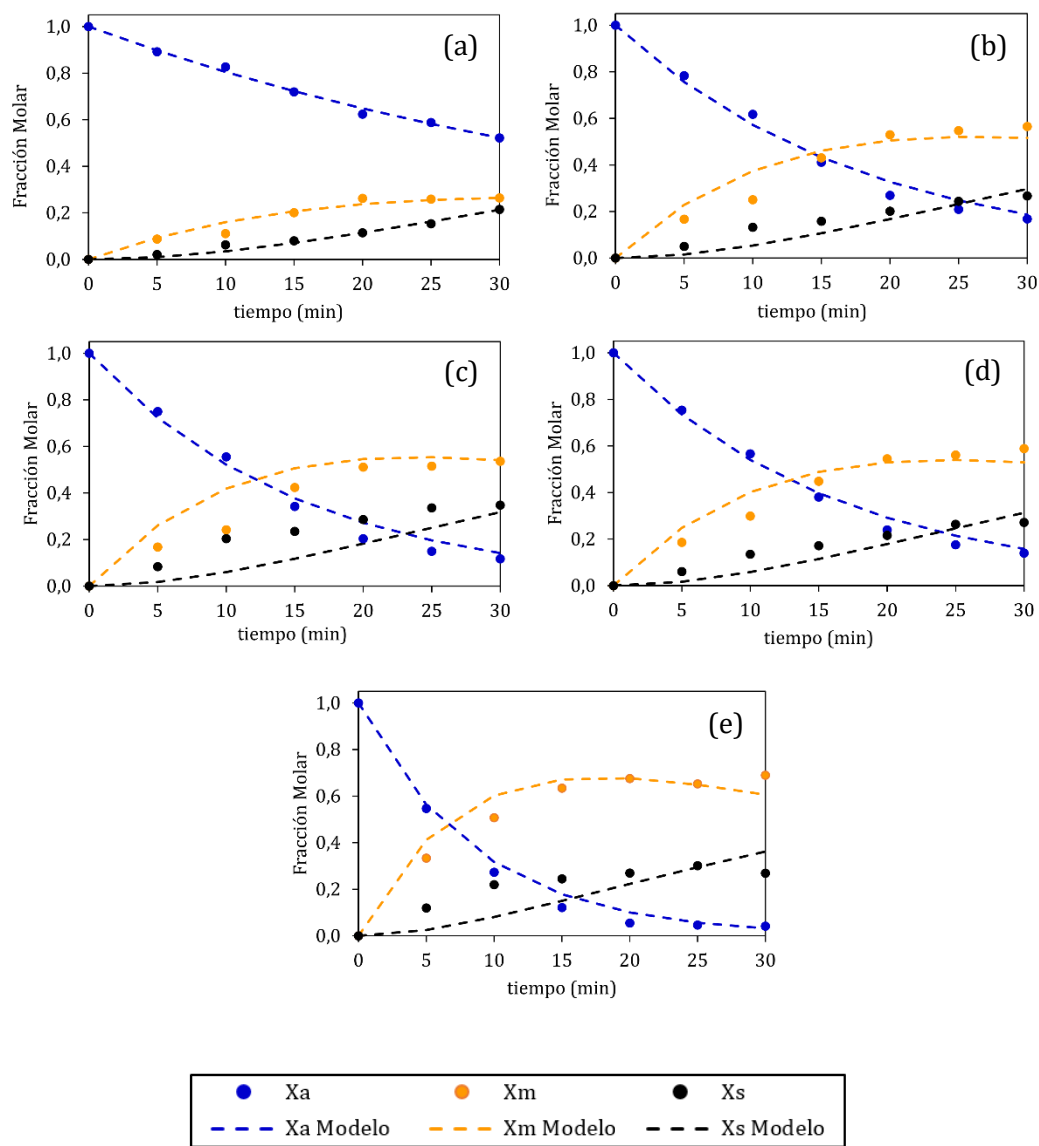 (a)
Fracción Molar
1,0
0,8
0,6
0,4
0,2
0,0
0 5 10 15 20 25 30
tiempo (min)
(b)
Fracción Molar
1,0
0,8
0,6
0,4
0,2
0,0
0 5 10 15 20 25 30
tiempo (min)
(c)
Fracción Molar
1,0
0,8
0,6
0,4
0,2
0,0
0 5 10 15 20 25 30
tiempo (min)
(d)
Fracción Molar
1,0
0,8
0,6
0,4
0,2
0,0
0 5 10 15 20 25 30
tiempo (min)
(e)
Fracción Molar
1,0
0,8
0,6
0,4
0,2
0,0
0 5 10 15 20 25 30
tiempo (min)
Xa Xm Xs
Xa Modelo Xm Modelo Xs Modelo